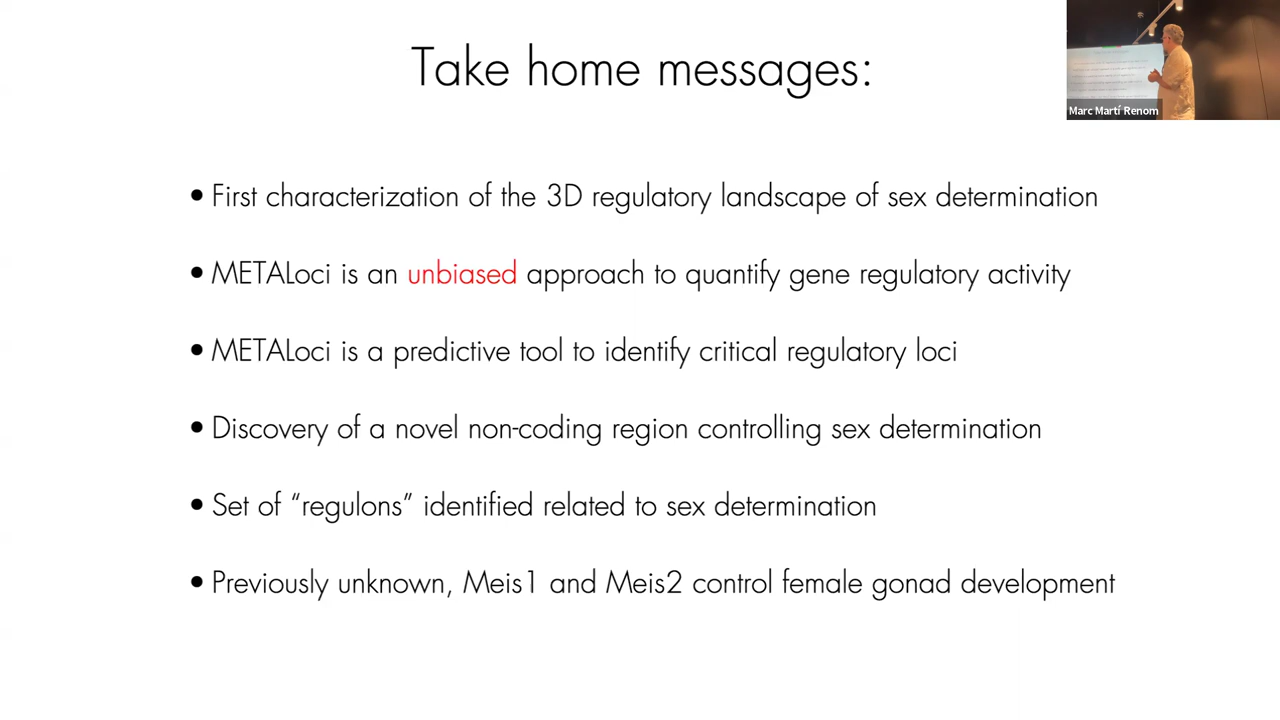 Take home messages:
Marc Martí Renom
• First characterization of the 3D regulatory landscape of sex determination
• METALoci is an unbiased approach to quantify gene regulatory activity
• METALoci is a predictive tool to identify critical regulatory loci
• Discovery of a novel non-coding region controlling sex determination
• Set of “regulons” identified related to sex determination
• Previously unknown, Meis1 and Meis2 control female gonad development